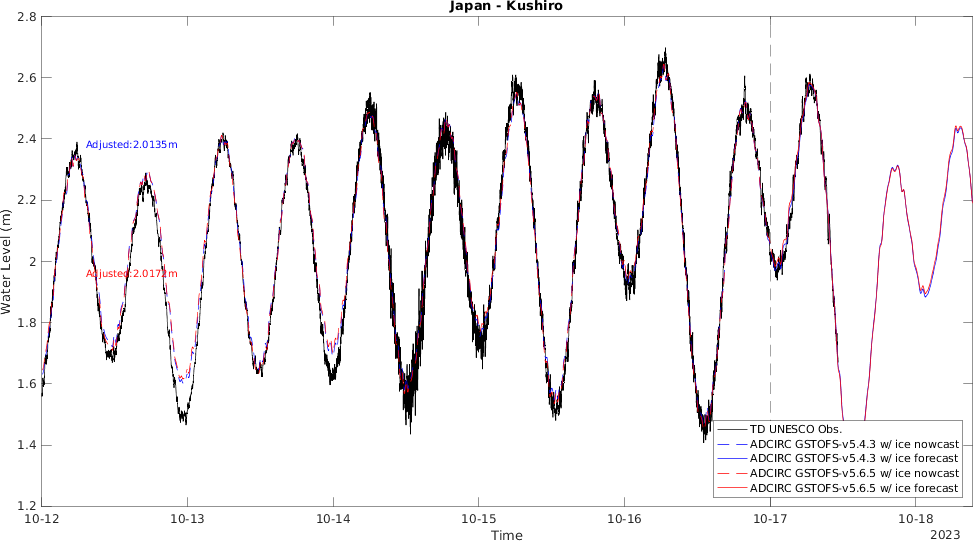 Japan - Kushiro
2.8
2.6
2.4
2.2
2
1.8
1.6
1.4
1.2
Water Level (m)
Adjusted:2.0135m
Adjusted:2.0172m
TD UNESCO Obs.
ADCIRC GSTOFS-v5.4.3 w/ ice nowcast
ADCIRC GSTOFS-v5.4.3 w/ ice forecast
ADCIRC GSTOFS-v5.6.5 w/ ice nowcast
ADCIRC GSTOFS-v5.6.5 w/ ice forecast
10-12 10-13 10-14 10-15 10-16 10-17 10-18
Time
2023